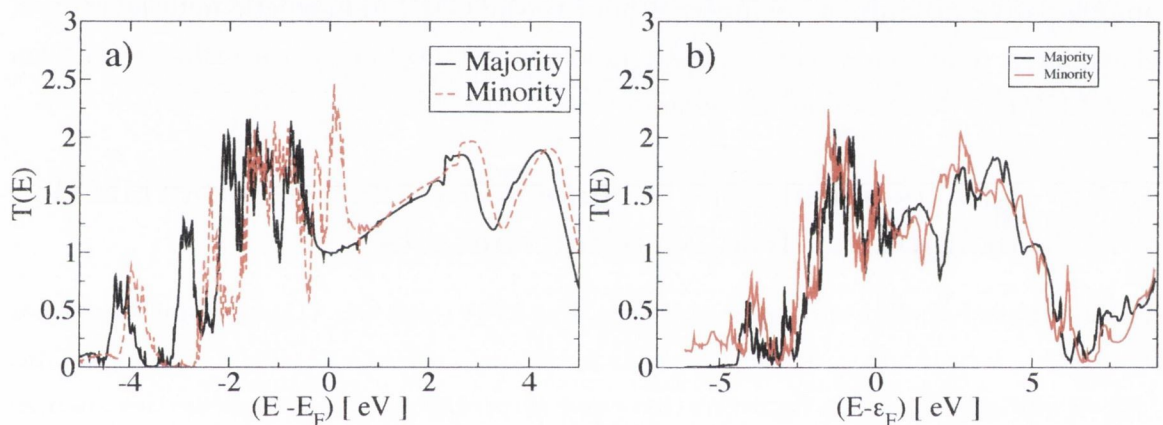 a)
Majority
Minority
T(E)
3
2.5
2
1.5
1
0.5
0
-4 -2 0 2 4
(E -E_F) [ eV ]
b)
Majority
Minority
T(E)
3
2.5
2
1.5
1
0.5
0
-5 0 5
(E-ε_F) [ eV ]